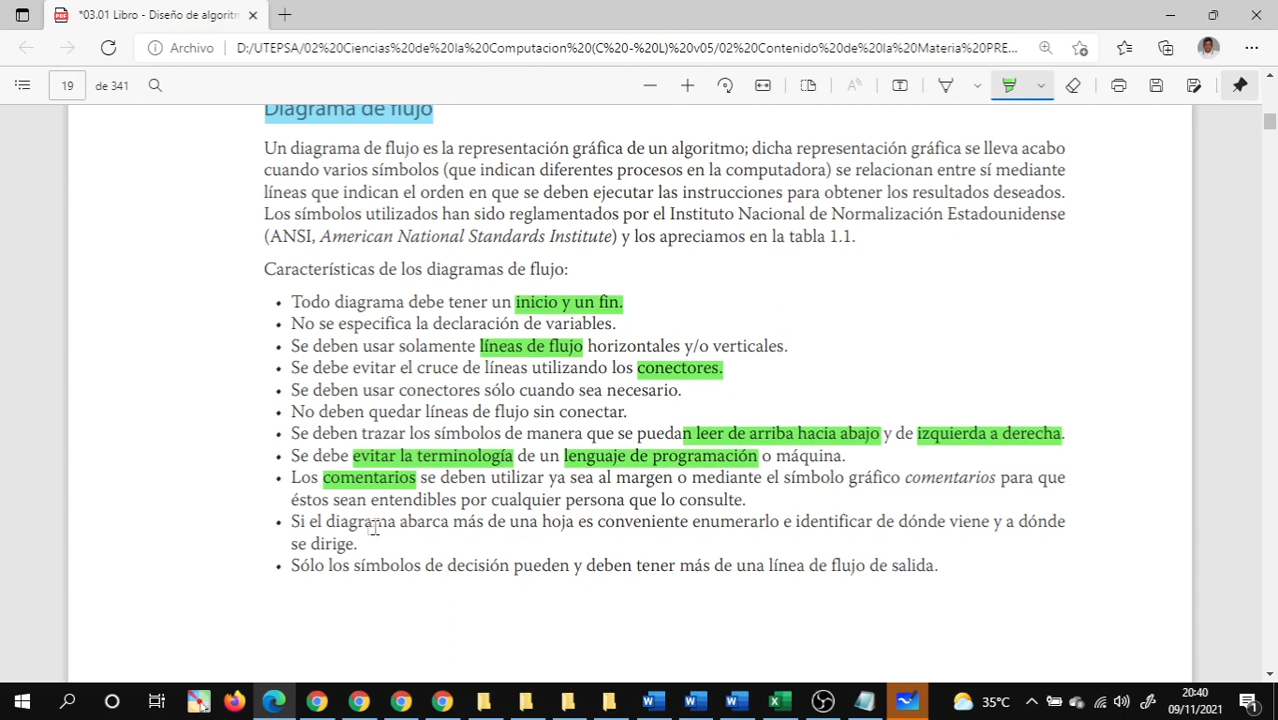 *03.01 Libro - Diseño de algoritm
Archivo
D:/UTEPSA/02%20Ciencias%20de%20la%20Computacion%20(C%20-%20L)%20v05/02%20Contenido%20de%20la%20Materia%20PRE...
19 de 341
Diagrama de flujo
Un diagrama de flujo es la representación gráfica de un algoritmo; dicha representación gráfica se lleva acabo
cuando varios símbolos (que indican diferentes procesos en la computadora) se relacionan entre sí mediante
líneas que indican el orden en que se deben ejecutar las instrucciones para obtener los resultados deseados.
Los símbolos utilizados han sido reglamentados por el Instituto Nacional de Normalización Estadounidense
(ANSI, American National Standards Institute) y los apreciamos en la tabla 1.1.
Características de los diagramas de flujo:
• Todo diagrama debe tener un inicio y un fin.
• No se especifica la declaración de variables.
• Se deben usar solamente líneas de flujo horizontales y/o verticales.
• Se debe evitar el cruce de líneas utilizando los conectores.
• Se deben usar conectores sólo cuando sea necesario.
• No deben quedar líneas de flujo sin conectar.
• Se deben trazar los símbolos de manera que se puedan leer de arriba hacia abajo y de izquierda a derecha.
• Se debe evitar la terminología de un lenguaje de programación o máquina.
• Los comentarios se deben utilizar ya sea al margen o mediante el símbolo gráfico comentarios para que
éstos sean entendibles por cualquier persona que lo consulte.
• Si el diagrama abarca más de una hoja es conveniente enumerarlo e identificar de dónde viene y a dónde
se dirige.
• Sólo los símbolos de decisión pueden y deben tener más de una línea de flujo de salida.
35°C
20:40
09/11/2021